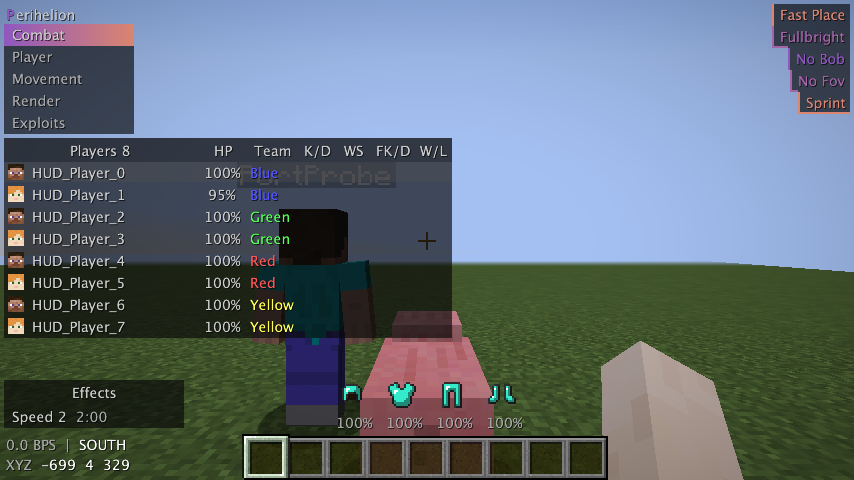 Perihelion
Combat
Player
Movement
Render
Exploits
Fast Place
Fullbright
No Bob
No Fov
Sprint
Players 8 HP Team K/D WS FK/D W/L
HUD_Player_0 100% Blue
PortProbe
HUD_Player_1 95% Blue
HUD_Player_2 100% Green
HUD_Player_3 100% Green
HUD_Player_4 100% Red
HUD_Player_5 100% Red
HUD_Player_6 100% Yellow
HUD_Player_7 100% Yellow
Effects
Speed 2 2:00
100% 100% 100% 100%
0.0 BPS | SOUTH
XYZ -699 4 329